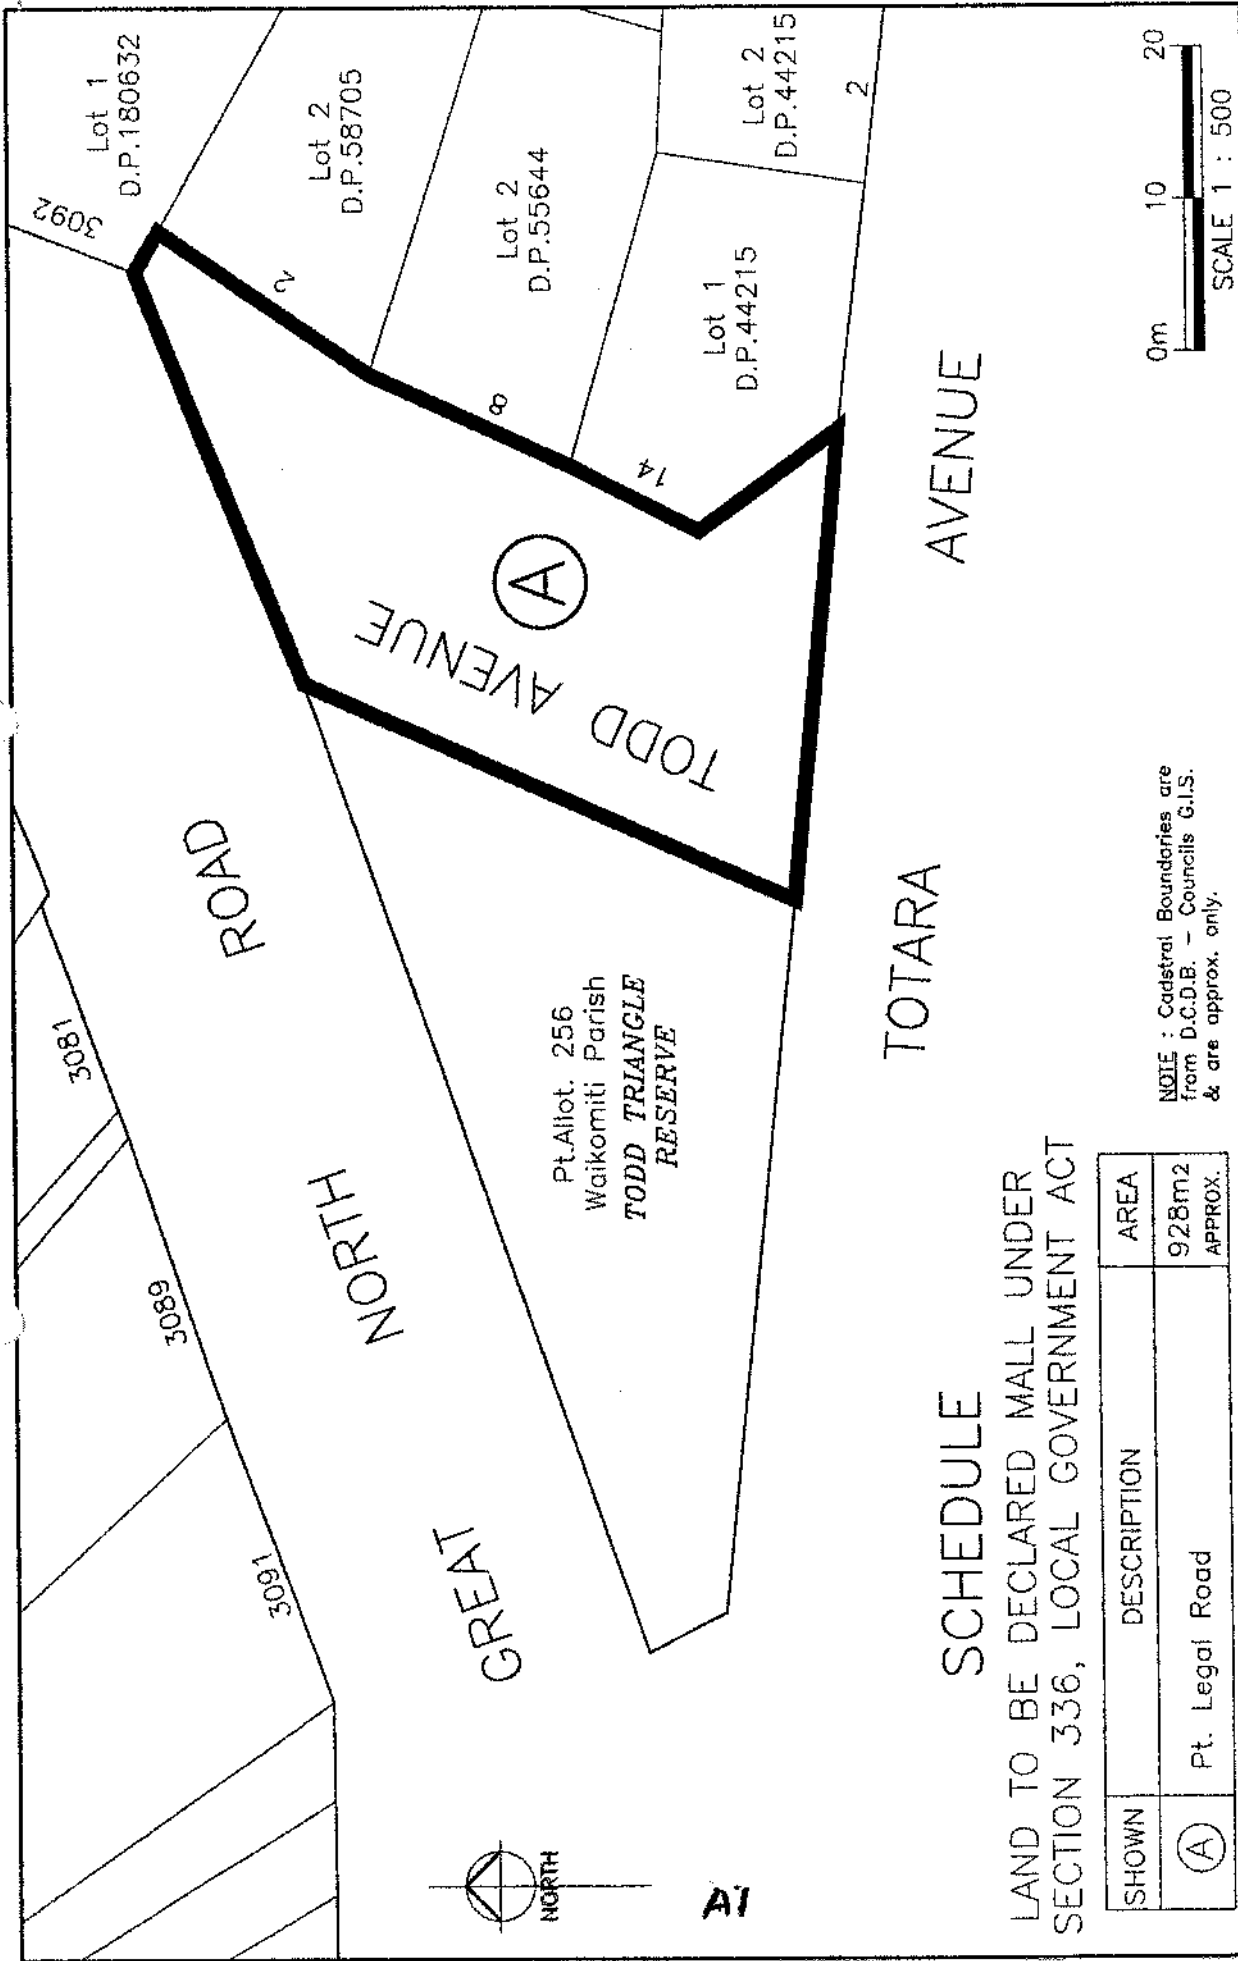 Lot 1
D.P.180632
3092
Lot 2
D.P.58705
2
Lot 2
D.P.55644
8
Lot 2
D.P.44215
2
Lot 1
D.P.44215
14
3081
3089
3091
GREAT NORTH ROAD
TODD AVENUE
A
Pt.Allot. 256
Waikomiti Parish
TODD TRIANGLE
RESERVE
TOTARA AVENUE
NORTH
A1
SCHEDULE
LAND TO BE DECLARED MALL UNDER
SECTION 336, LOCAL GOVERNMENT ACT
SHOWN DESCRIPTION AREA
A Pt. Legal Road 928m2
APPROX.
NOTE : Cadstral Boundaries are
from D.C.D.B. - Councils G.I.S.
& are approx. only.
0m 10 20
SCALE 1 : 500